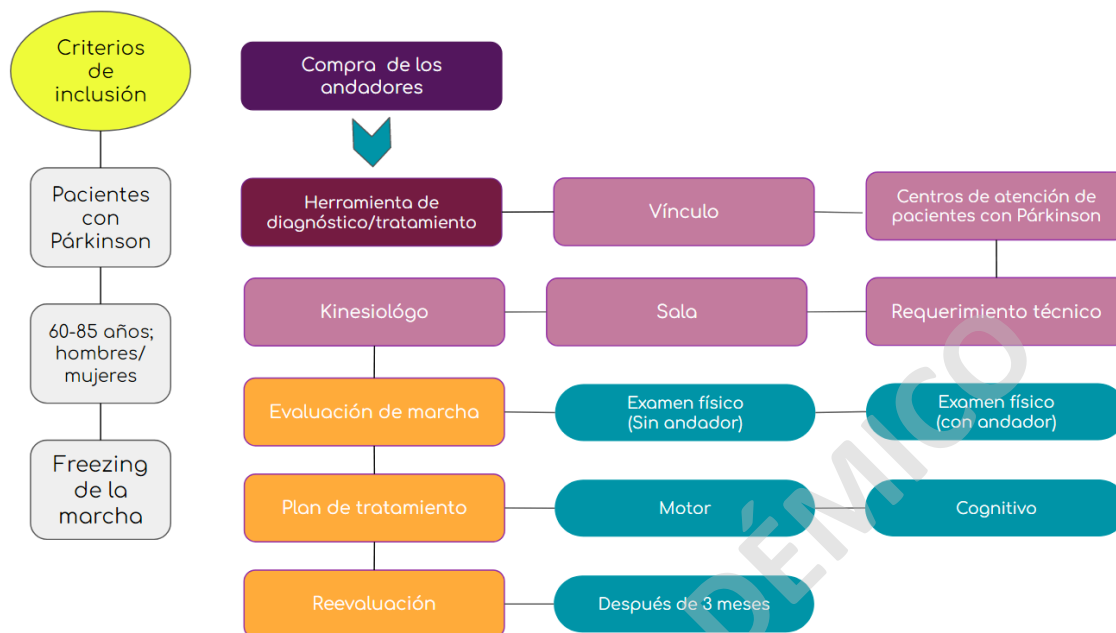 Criterios
de
inclusión
Pacientes
con
Párkinson
60-85 años;
hombres/
mujeres
Freezing
de la
marcha
Compra de los
andadores
Herramienta de
diagnóstico/tratamiento
Vínculo
Centros de atención de
pacientes con Párkinson
Kinesiológo
Sala
Requerimiento técnico
Evaluación de marcha
Examen físico
(Sin andador)
Examen físico
(con andador)
Plan de tratamiento
Motor
Cognitivo
Reevaluación
Después de 3 meses
DÉMICO